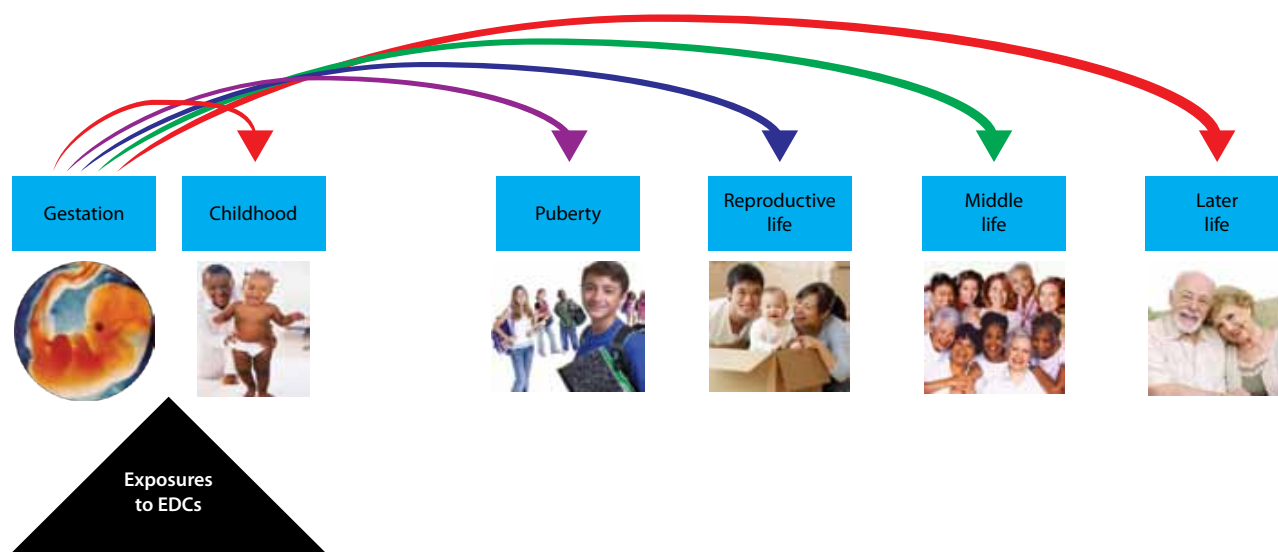 Gestation
Childhood
Puberty
Reproductive
life
Middle
life
Later
life
Exposures
to EDCs